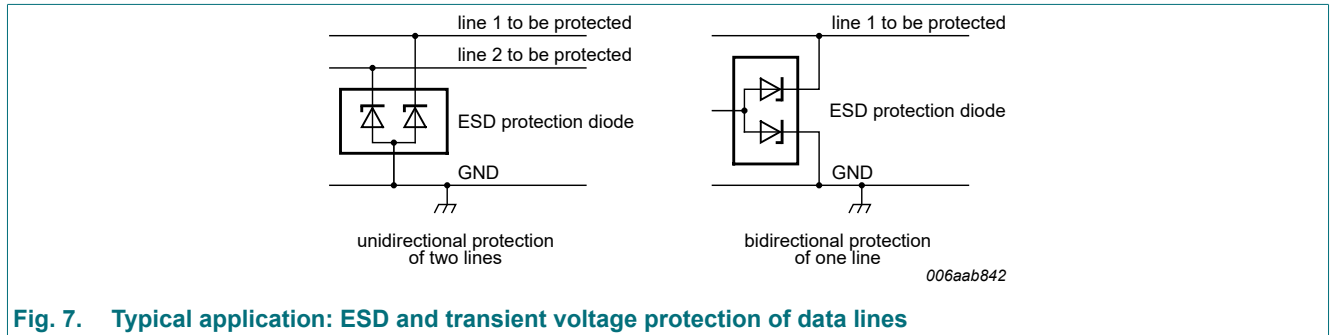 line 1 to be protected
line 2 to be protected
ESD protection diode
GND
unidirectional protection
of two lines
line 1 to be protected
ESD protection diode
GND
bidirectional protection
of one line
006aab842
Fig. 7. Typical application: ESD and transient voltage protection of data lines